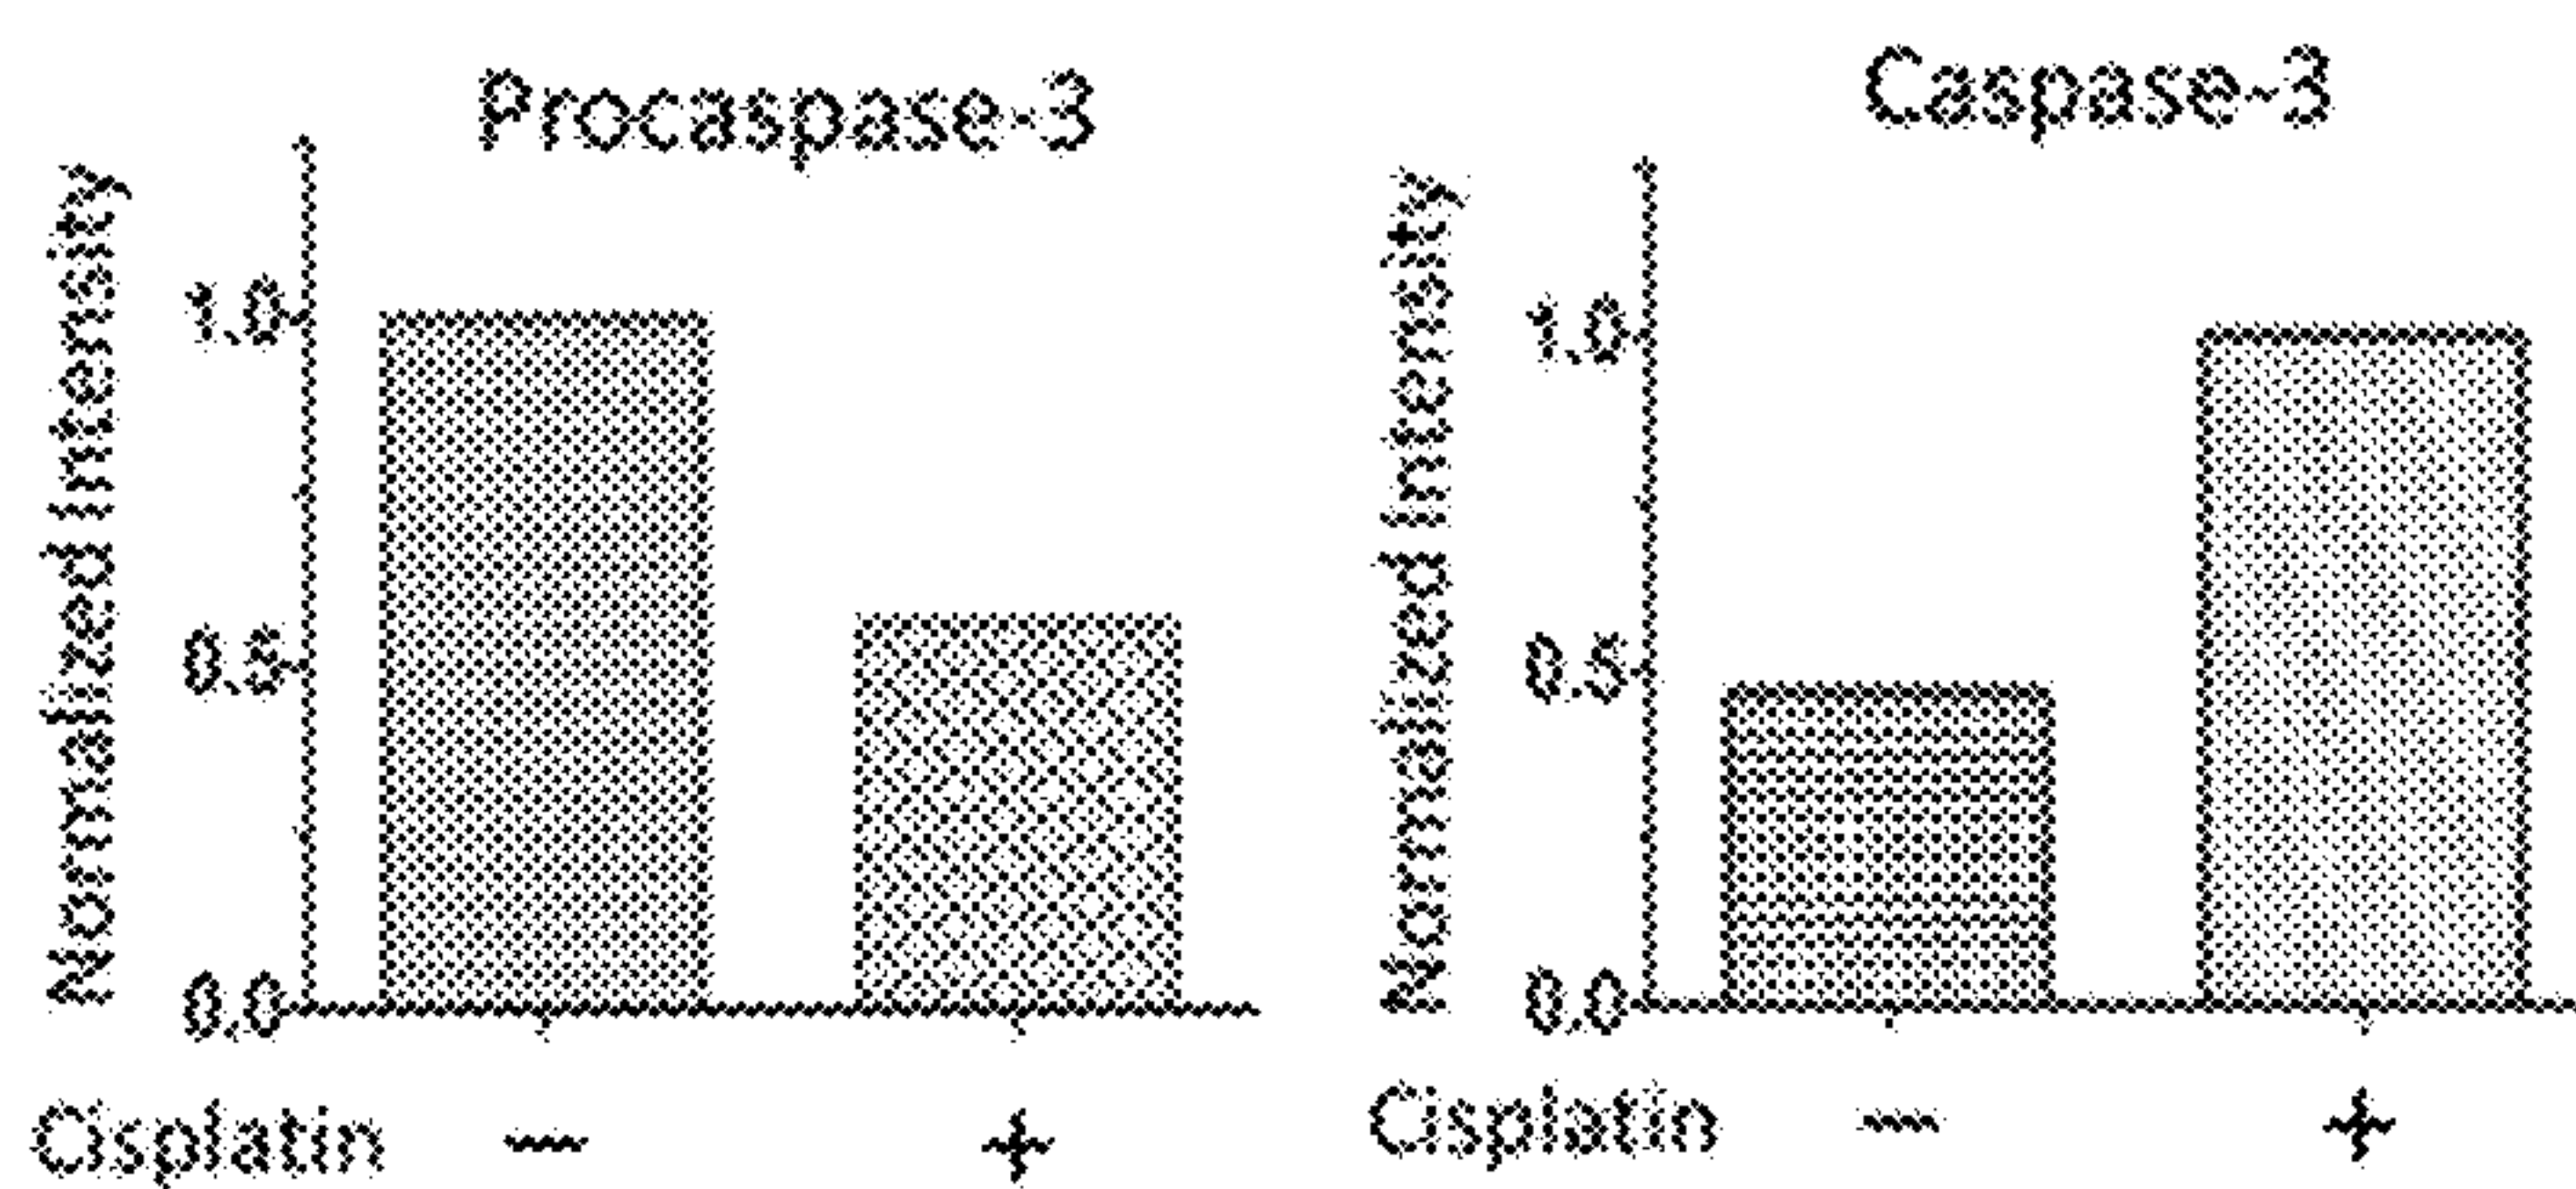 Procaspase-3
Normalized Intensity
1.0
0.5
0.0
Cisplatin − +
Caspase-3
Normalized Intensity
1.0
0.5
0.0
Cisplatin − +